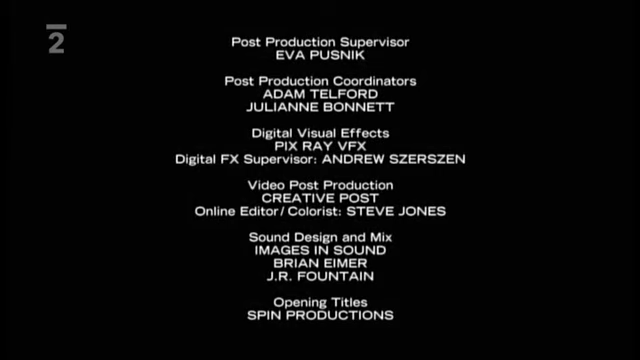 2
Post Production Supervisor
EVA PUSNIK
Post Production Coordinators
ADAM TELFORD
JULIANNE BONNETT
Digital Visual Effects
PIX RAY VFX
Digital FX Supervisor: ANDREW SZERSZEN
Video Post Production
CREATIVE POST
Online Editor/Colorist: STEVE JONES
Sound Design and Mix
IMAGES IN SOUND
BRIAN EIMER
J.R. FOUNTAIN
Opening Titles
SPIN PRODUCTIONS